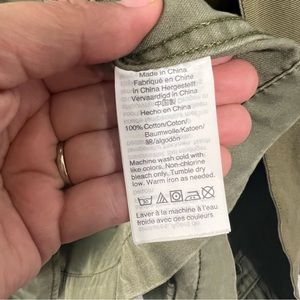 Made in China
Fabriqué en Chine
In China Hergestellt
Vervaardigd in China
中国製
Hecho en China
100% Cotton/Coton/
Baumwolle/Katoen/
綿/algodón
Machine wash cold with
like colors. Non-chlorine
bleach only. Tumble dry
low. Warm iron as needed.
Laver à la machine à l'eau
froide avec des couleurs